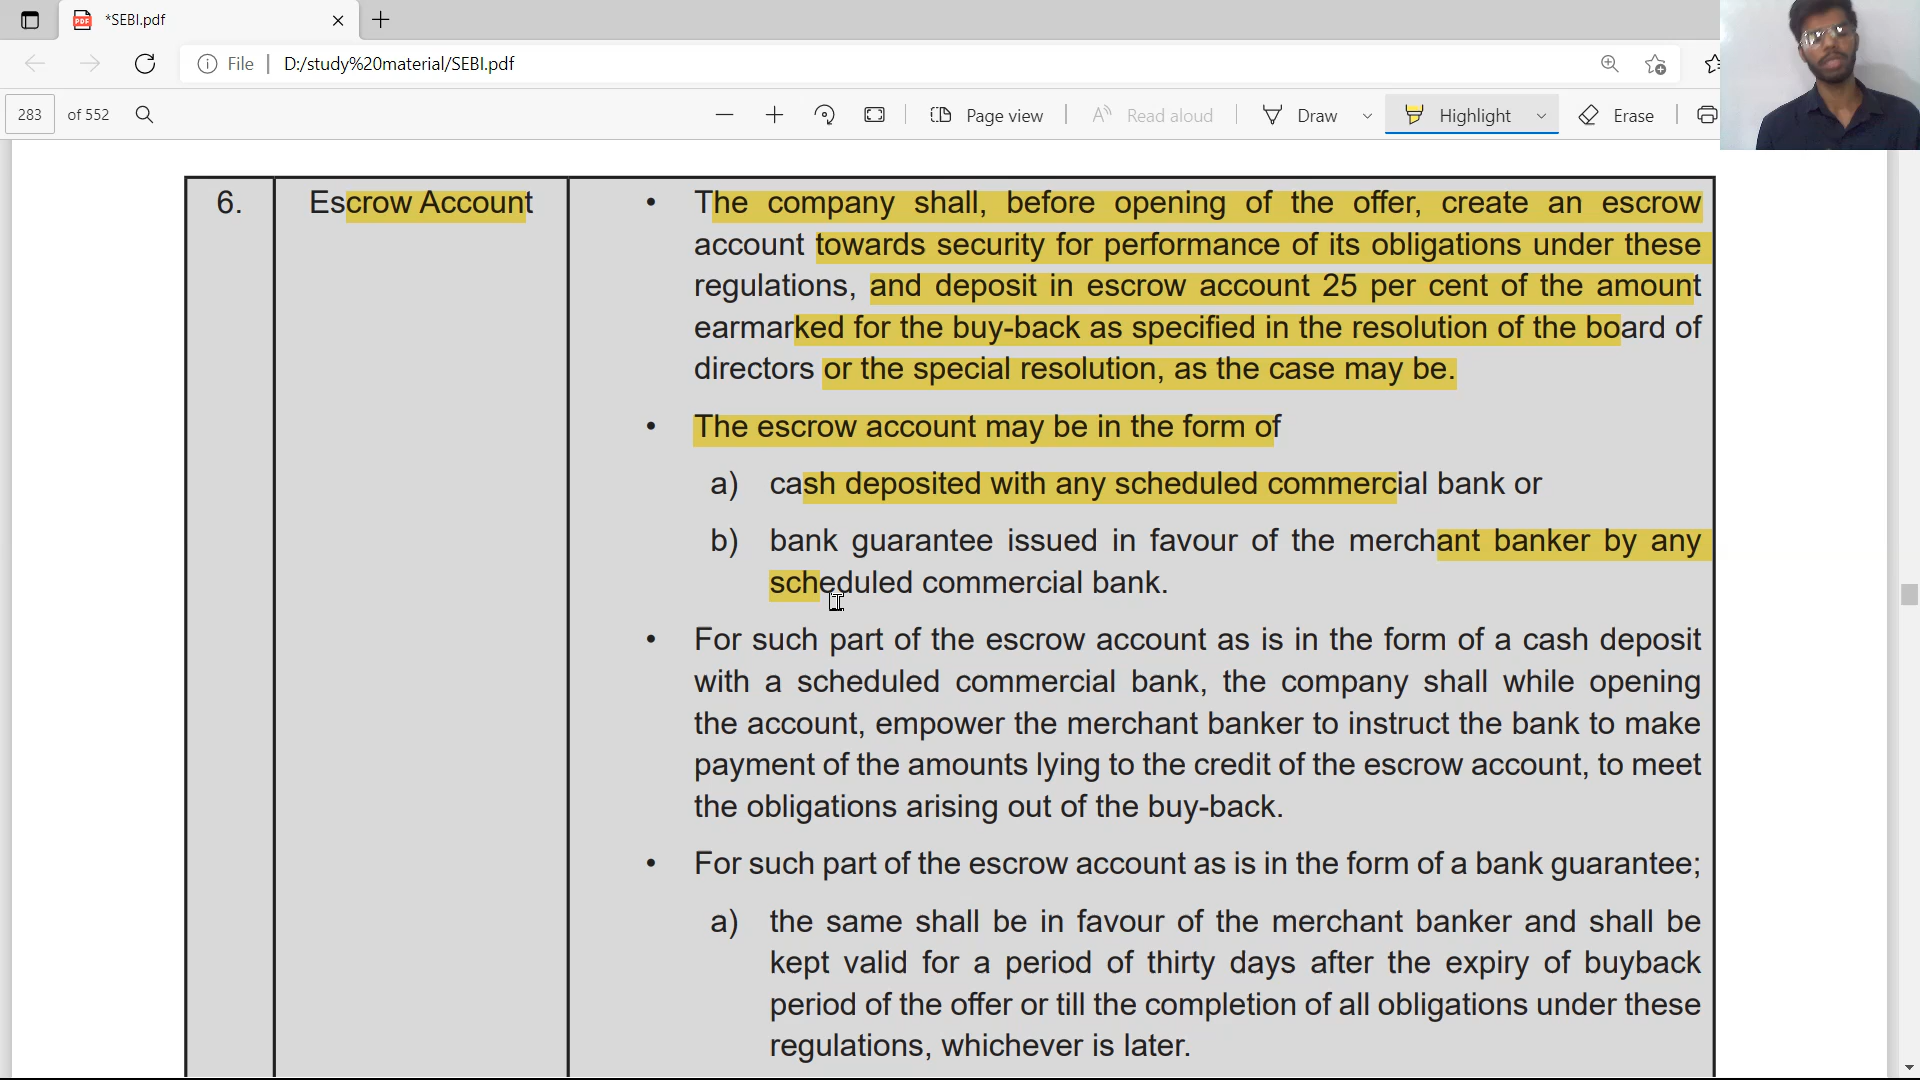 *SEBI.pdf
File | D:/study%20material/SEBI.pdf
283 of 552 Page view Read aloud Draw Highlight Erase
6. Escrow Account
• The company shall, before opening of the offer, create an escrow
account towards security for performance of its obligations under these
regulations, and deposit in escrow account 25 per cent of the amount
earmarked for the buy-back as specified in the resolution of the board of
directors or the special resolution, as the case may be.
• The escrow account may be in the form of
a) cash deposited with any scheduled commercial bank or
b) bank guarantee issued in favour of the merchant banker by any
scheduled commercial bank.
• For such part of the escrow account as is in the form of a cash deposit
with a scheduled commercial bank, the company shall while opening
the account, empower the merchant banker to instruct the bank to make
payment of the amounts lying to the credit of the escrow account, to meet
the obligations arising out of the buy-back.
• For such part of the escrow account as is in the form of a bank guarantee;
a) the same shall be in favour of the merchant banker and shall be
kept valid for a period of thirty days after the expiry of buyback
period of the offer or till the completion of all obligations under these
regulations, whichever is later.